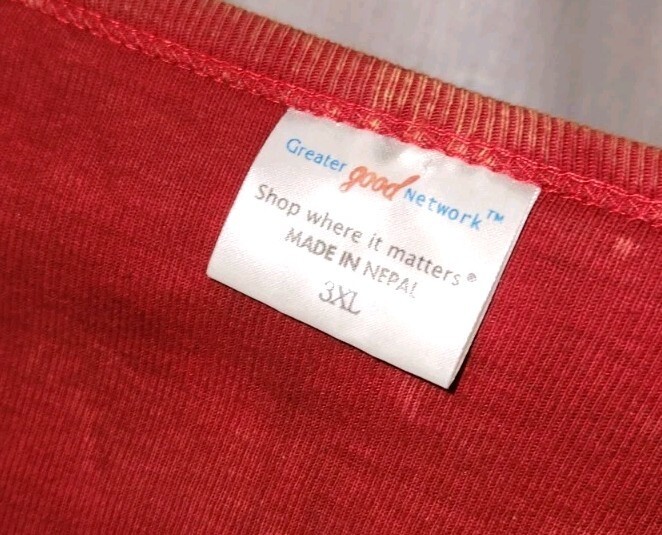 Greater good Network™
Shop where it matters®
MADE IN NEPAL
3XL